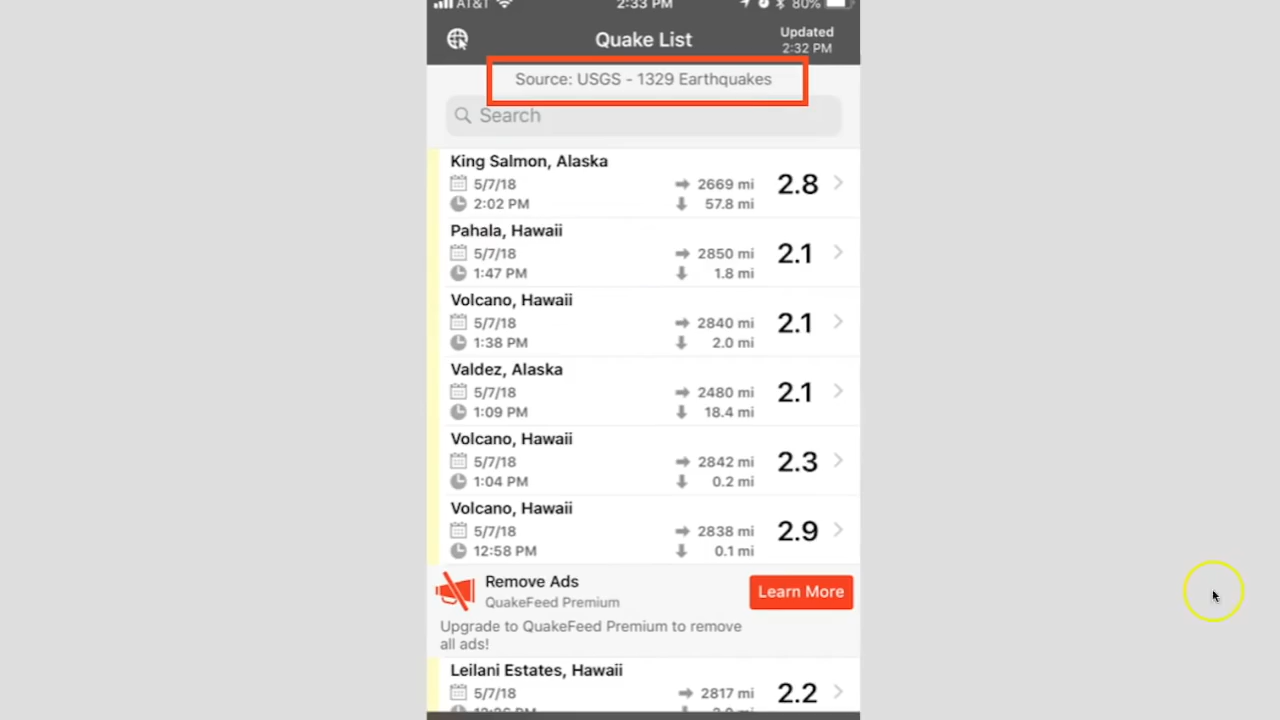 AT&T 2:33 PM 80%
Quake List
Updated
2:32 PM
Source: USGS - 1329 Earthquakes
Search
King Salmon, Alaska
5/7/18 2669 mi 2.8
2:02 PM 57.8 mi
Pahala, Hawaii
5/7/18 2850 mi 2.1
1:47 PM 1.8 mi
Volcano, Hawaii
5/7/18 2840 mi 2.1
1:38 PM 2.0 mi
Valdez, Alaska
5/7/18 2480 mi 2.1
1:09 PM 18.4 mi
Volcano, Hawaii
5/7/18 2842 mi 2.3
1:04 PM 0.2 mi
Volcano, Hawaii
5/7/18 2838 mi 2.9
12:58 PM 0.1 mi
Remove Ads
QuakeFeed Premium
Learn More
Upgrade to QuakeFeed Premium to remove
all ads!
Leilani Estates, Hawaii
5/7/18 2817 mi 2.2